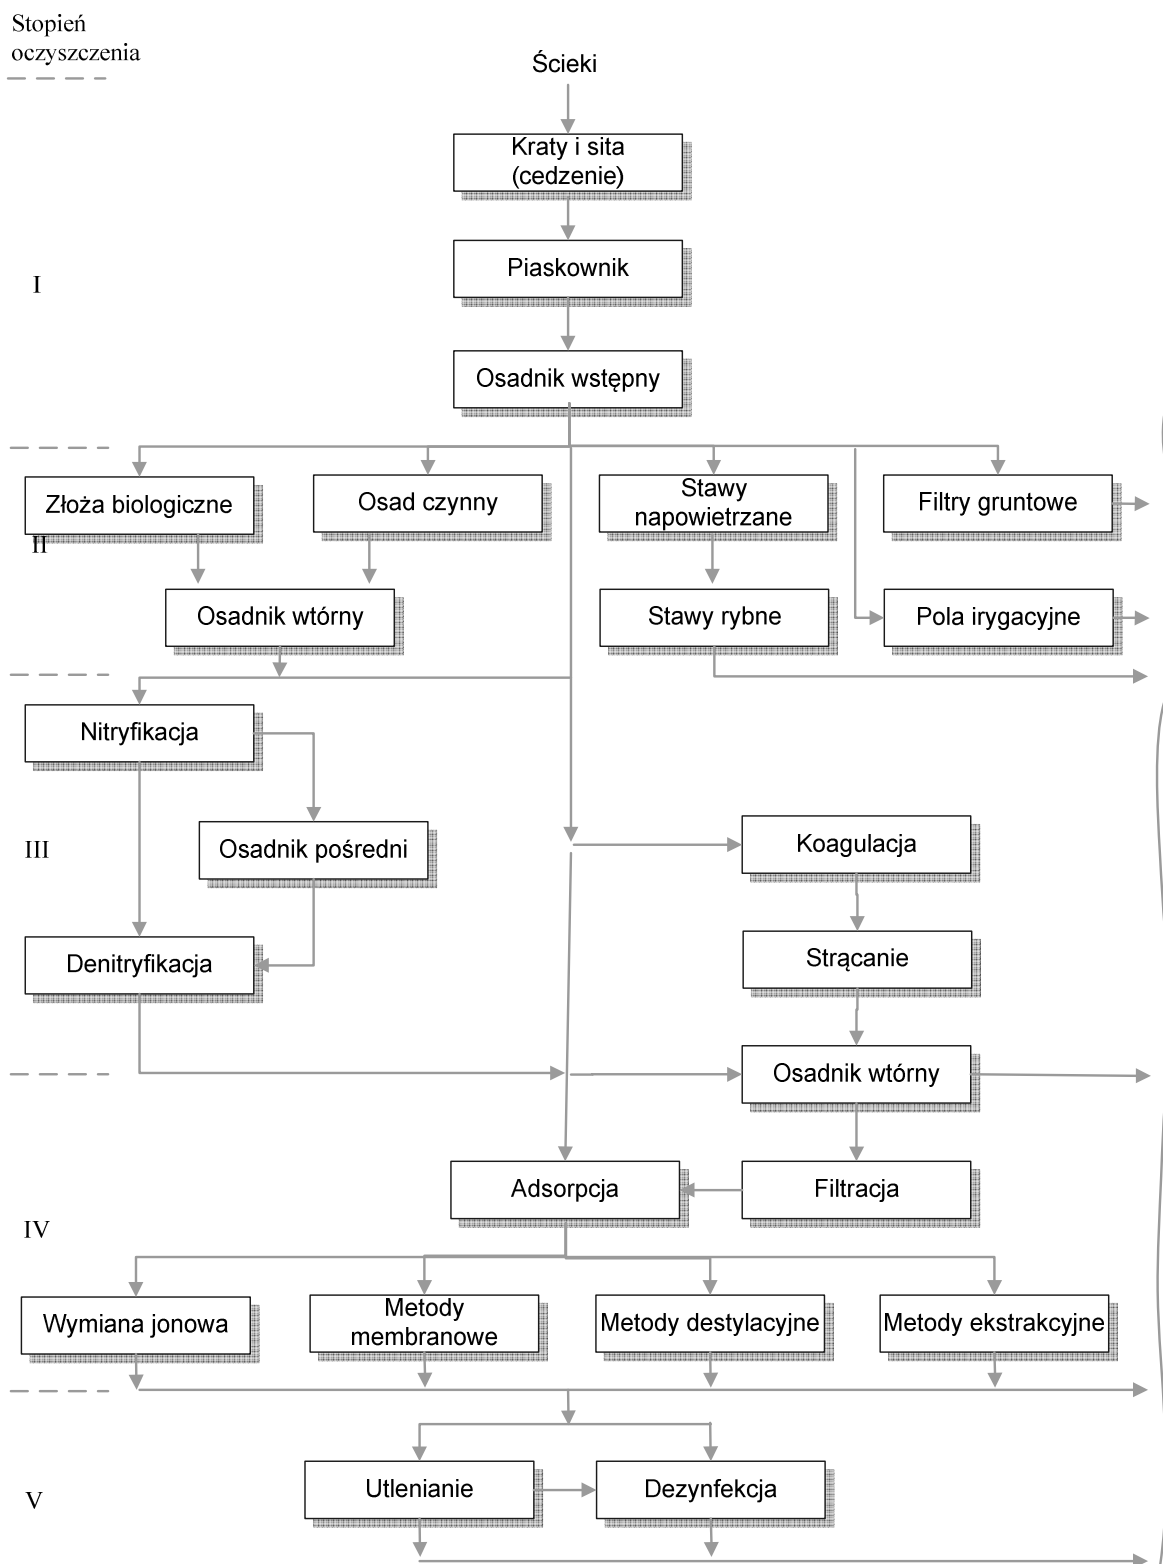 Stopień
oczyszczenia
Ścieki
Kraty i sita
(cedzenie)
Piaskownik
I
Osadnik wstępny
Złoża biologiczne
Osad czynny
Stawy
napowietrzane
Filtry gruntowe
II
Osadnik wtórny
Stawy rybne
Pola irygacyjne
Nitryfikacja
III
Osadnik pośredni
Koagulacja
Denitryfikacja
Strącanie
Osadnik wtórny
Adsorpcja
Filtracja
IV
Wymiana jonowa
Metody
membranowe
Metody destylacyjne
Metody ekstrakcyjne
Utlenianie
Dezynfekcja
V